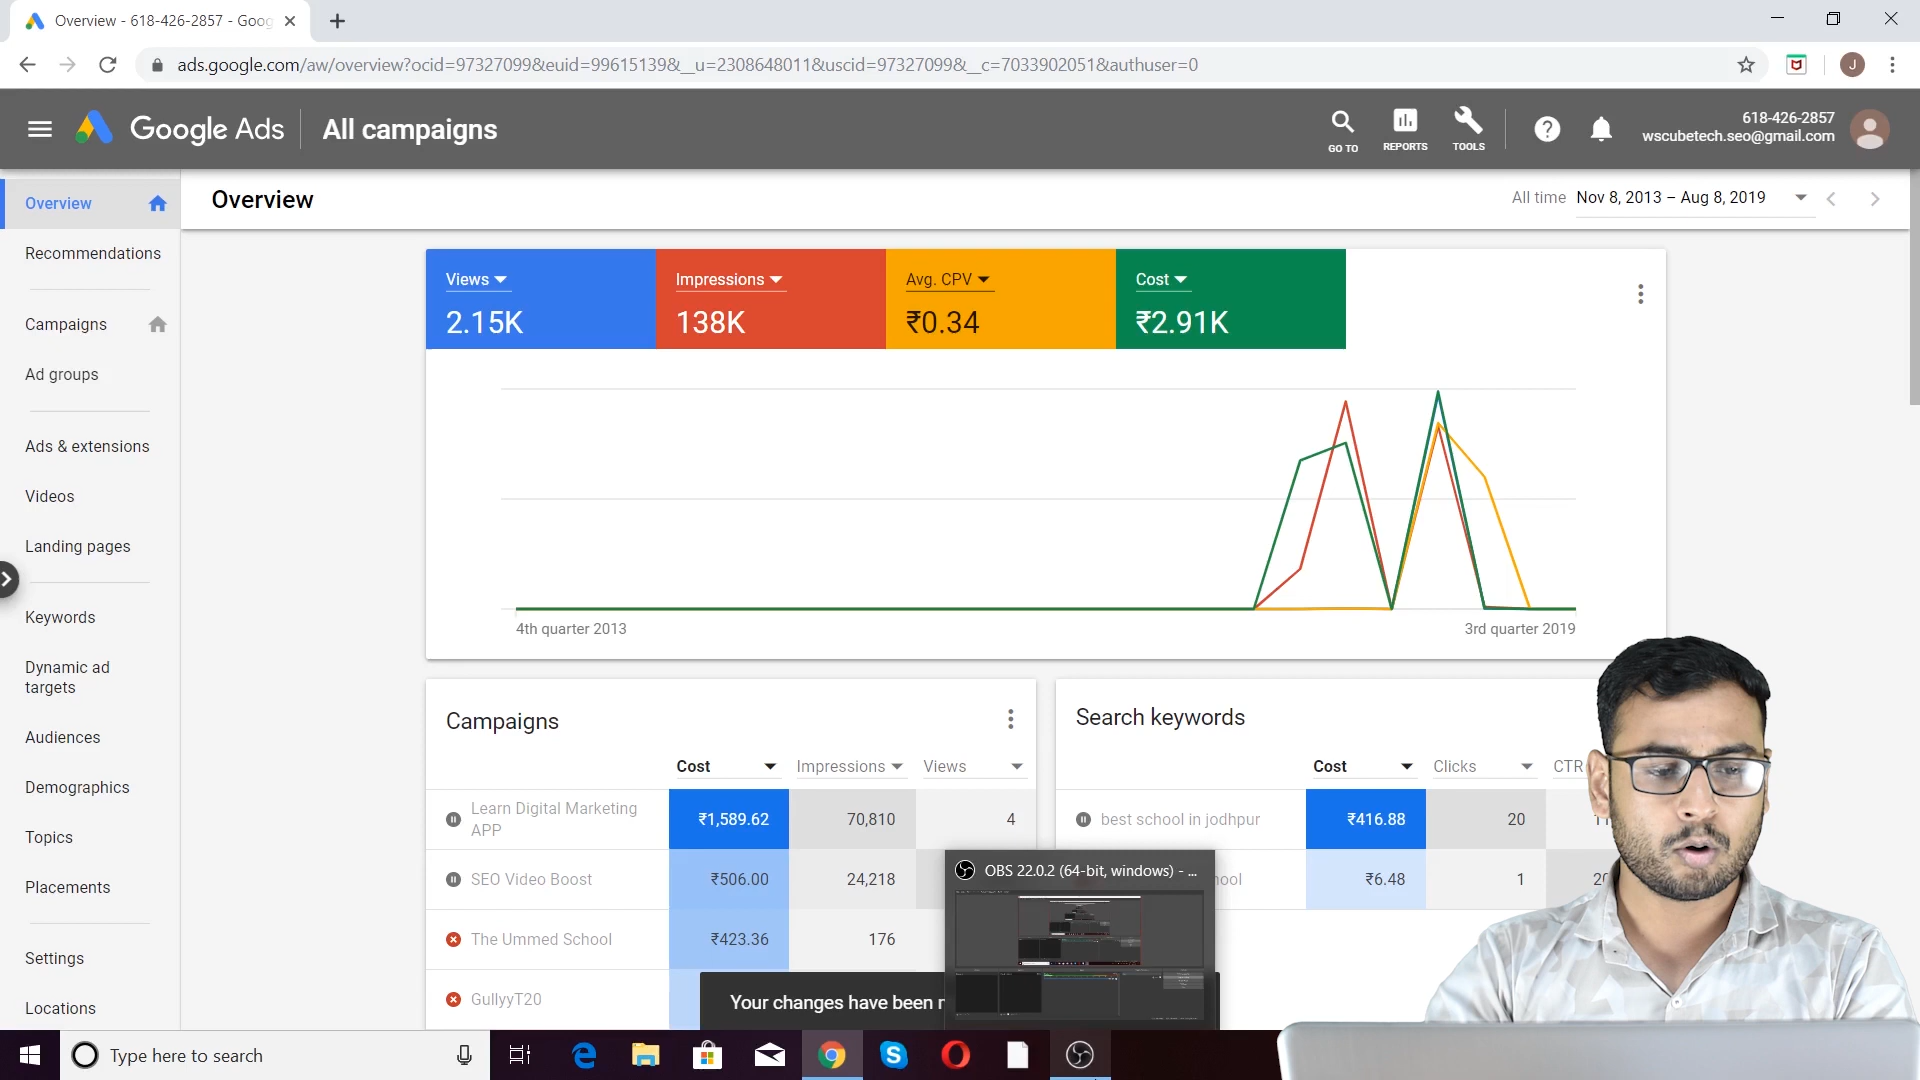 Overview - 618-426-2857 - Goog
ads.google.com/aw/overview?ocid=97327099&euid=99615139&__u=2308648011&uscid=97327099&__c=7033902051&authuser=0
J
Google Ads
All campaigns
GO TO
REPORTS
TOOLS
618-426-2857
wscubetech.seo@gmail.com
Overview
Recommendations
Campaigns
Ad groups
Ads & extensions
Videos
Landing pages
Keywords
Dynamic ad
targets
Audiences
Demographics
Topics
Placements
Settings
Locations
Overview
All time Nov 8, 2013 – Aug 8, 2019
Views
2.15K
Impressions
138K
Avg. CPV
₹0.34
Cost
₹2.91K
4th quarter 2013
3rd quarter 2019
Campaigns
Cost Impressions Views
Learn Digital Marketing
APP
₹1,589.62 70,810 4
SEO Video Boost ₹506.00 24,218
The Ummed School ₹423.36 176
GullyyT20
Search keywords
Cost Clicks CTR
best school in jodhpur ₹416.88 20
₹6.48 1
OBS 22.0.2 (64-bit, windows) - ...
Your changes have been
Type here to search